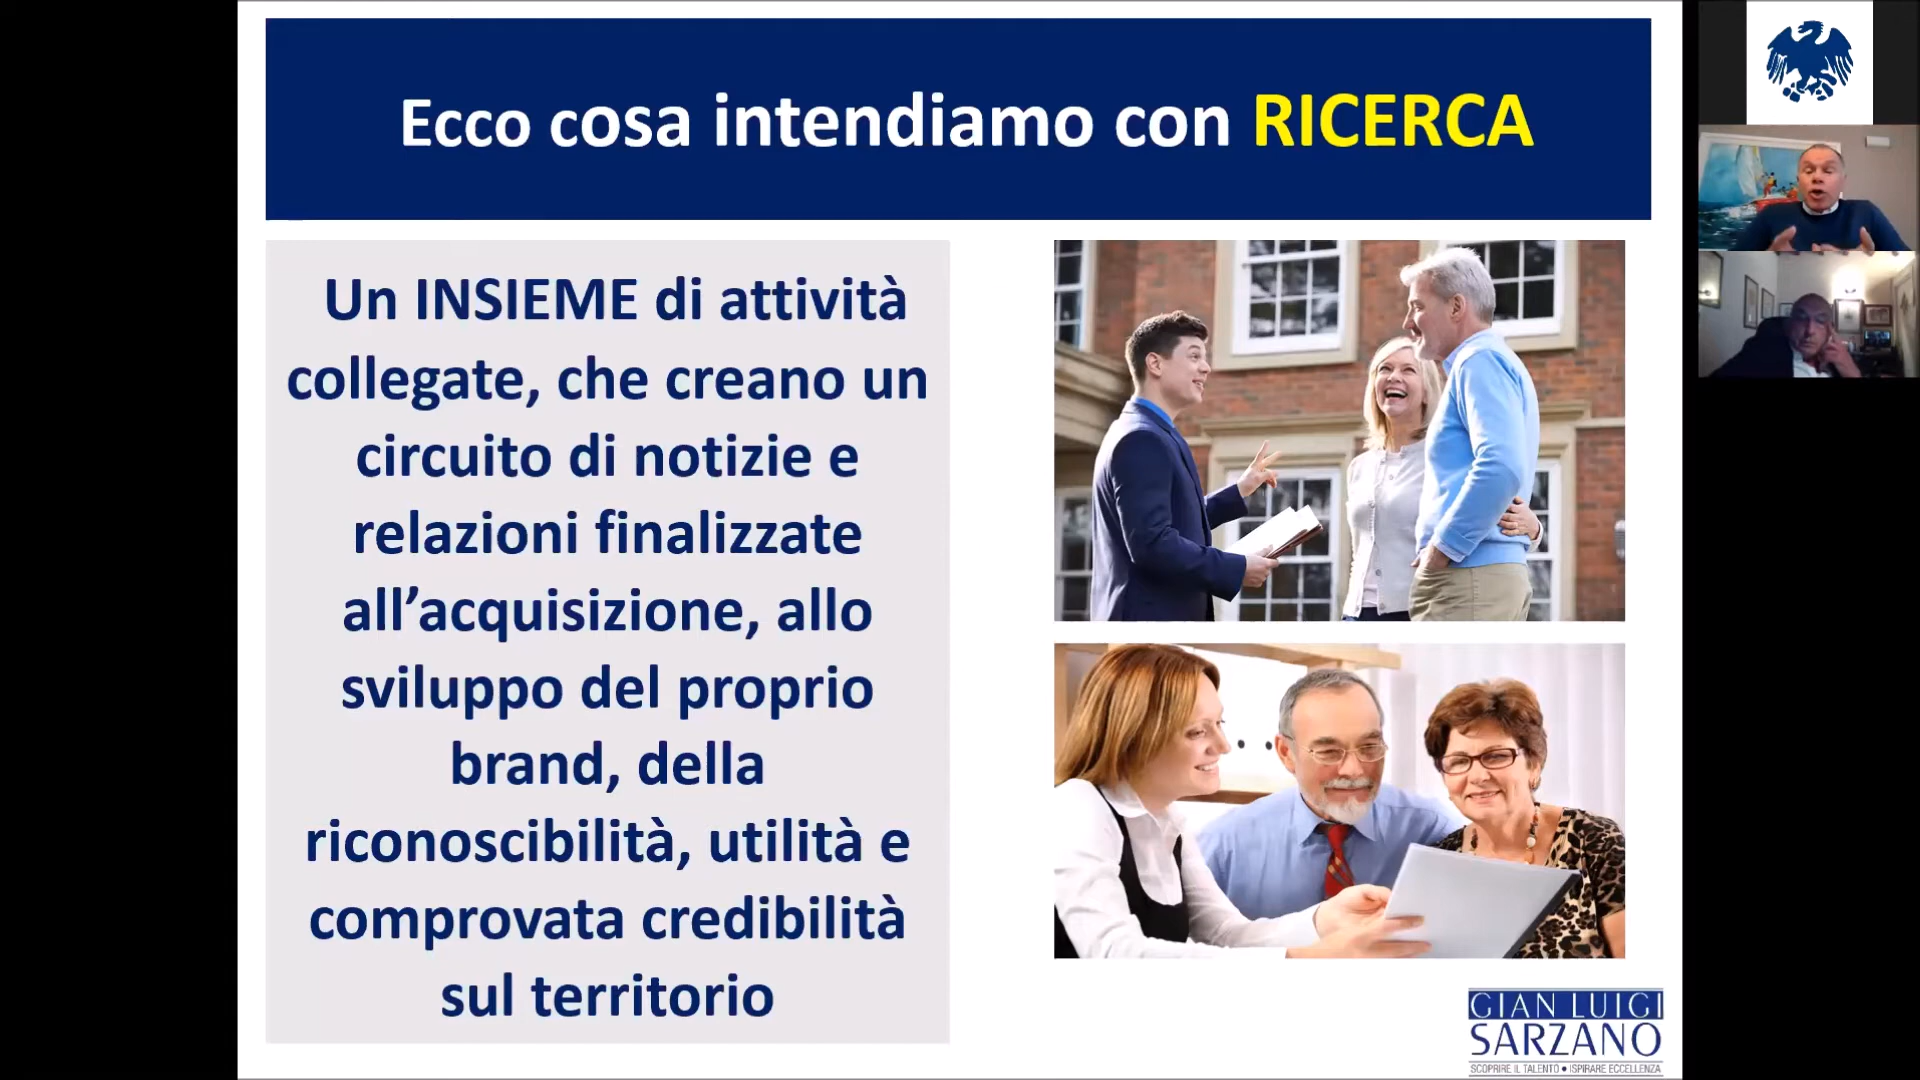 Ecco cosa intendiamo con RICERCA
Un INSIEME di attività
collegate, che creano un
circuito di notizie e
relazioni finalizzate
all’acquisizione, allo
sviluppo del proprio
brand, della
riconoscibilità, utilità e
comprovata credibilità
sul territorio
GIAN LUIGI
SARZANO
SCOPRIRE IL TALENTO • ISPIRARE ECCELLENZA